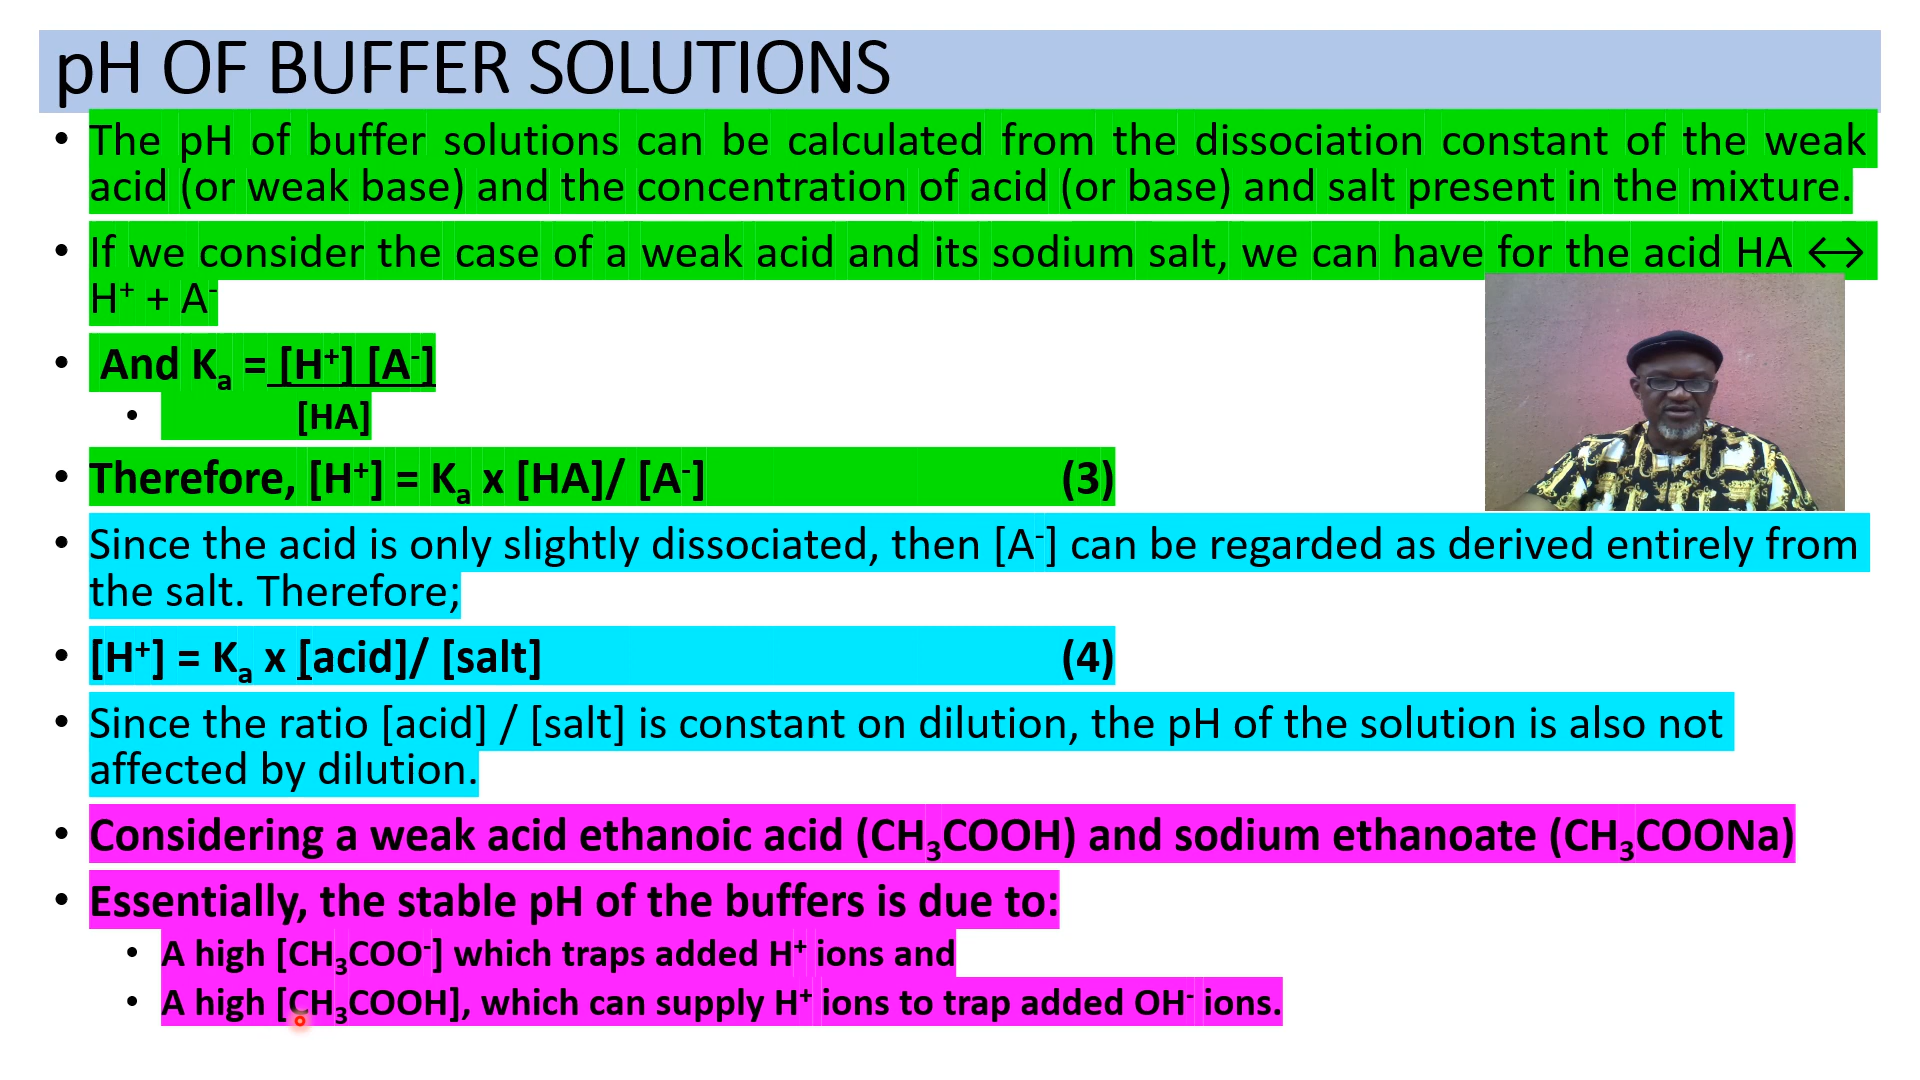 pH OF BUFFER SOLUTIONS
• The pH of buffer solutions can be calculated from the dissociation constant of the weak
acid (or weak base) and the concentration of acid (or base) and salt present in the mixture.
• If we consider the case of a weak acid and its sodium salt, we can have for the acid HA ↔
H⁺ + A⁻
• And Kₐ = [H⁺] [A⁻]
• [HA]
• Therefore, [H⁺] = Kₐ x [HA]/ [A⁻] (3)
• Since the acid is only slightly dissociated, then [A⁻] can be regarded as derived entirely from
the salt. Therefore;
• [H⁺] = Kₐ x [acid]/ [salt] (4)
• Since the ratio [acid] / [salt] is constant on dilution, the pH of the solution is also not
affected by dilution.
• Considering a weak acid ethanoic acid (CH₃COOH) and sodium ethanoate (CH₃COONa)
• Essentially, the stable pH of the buffers is due to:
• A high [CH₃COO⁻] which traps added H⁺ ions and
• A high [CH₃COOH], which can supply H⁺ ions to trap added OH⁻ ions.